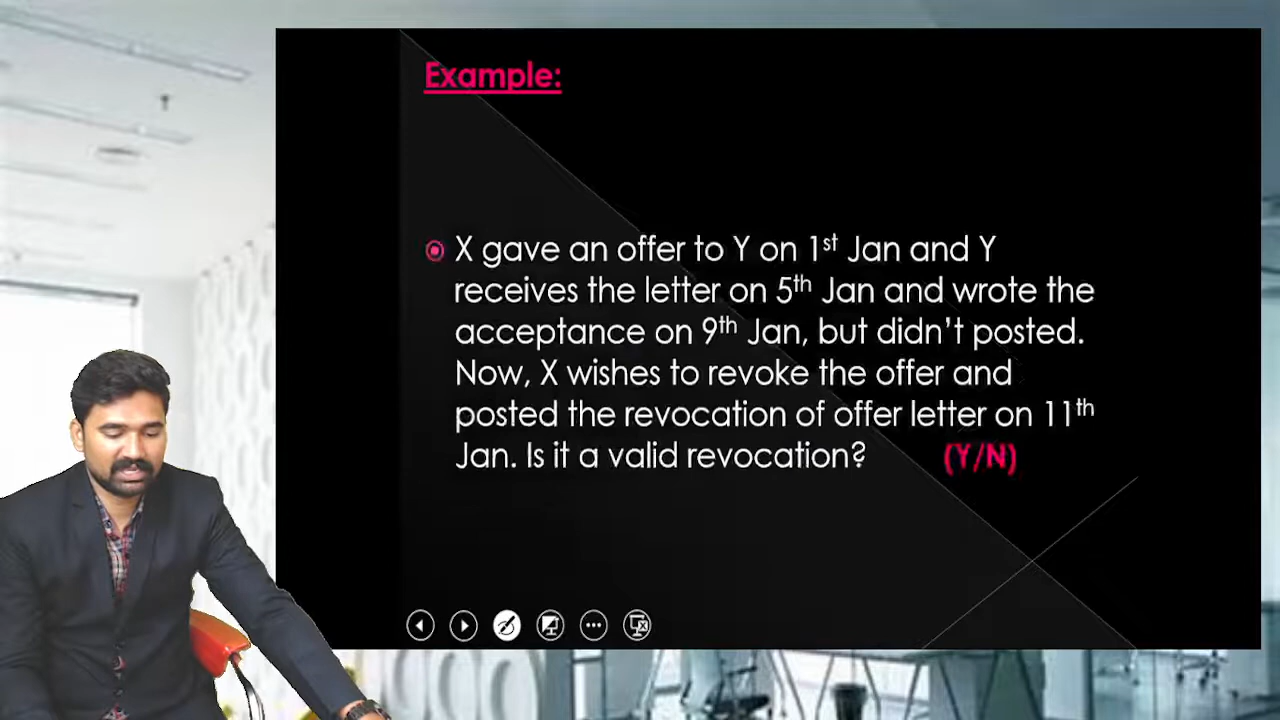 Example:
X gave an offer to Y on 1st Jan and Y
receives the letter on 5th Jan and wrote the
acceptance on 9th Jan, but didn't posted.
Now, X wishes to revoke the offer and
posted the revocation of offer letter on 11th
Jan. Is it a valid revocation? (Y/N)